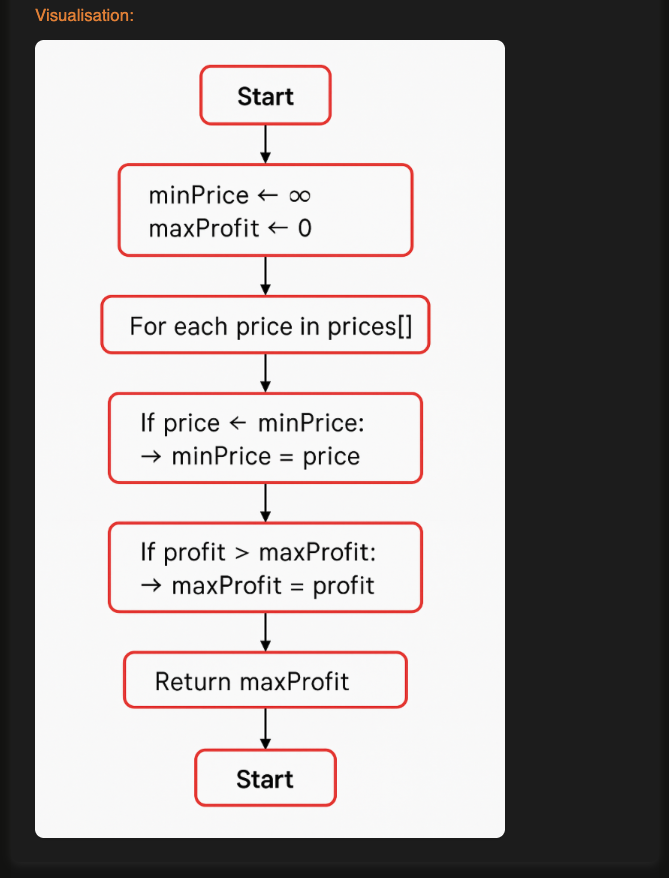 Visualisation:
Start
minPrice ← ∞
maxProfit ← 0
For each price in prices[]
If price ← minPrice:
→ minPrice = price
If profit > maxProfit:
→ maxProfit = profit
Return maxProfit
Start